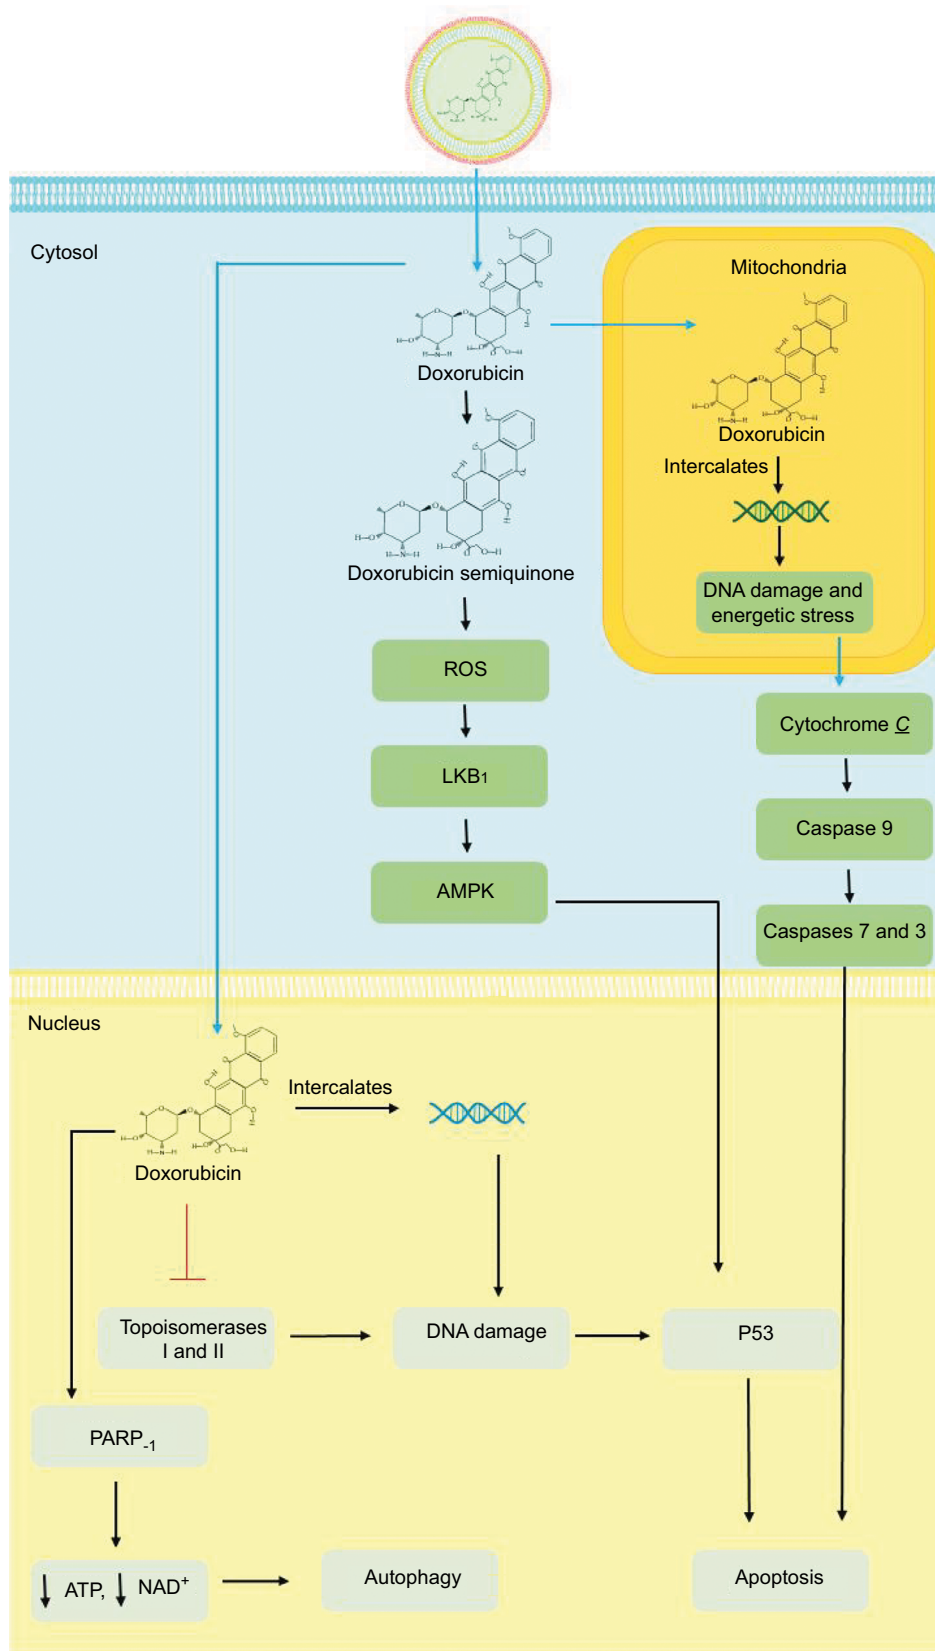 Cytosol
Mitochondria
Doxorubicin
Doxorubicin
Intercalates
Doxorubicin semiquinone
DNA damage and
energetic stress
ROS
Cytochrome C
LKB1
Caspase 9
AMPK
Caspases 7 and 3
Nucleus
Intercalates
Doxorubicin
Topoisomerases
I and II
DNA damage
P53
PARP-1
ATP, NAD+
Autophagy
Apoptosis